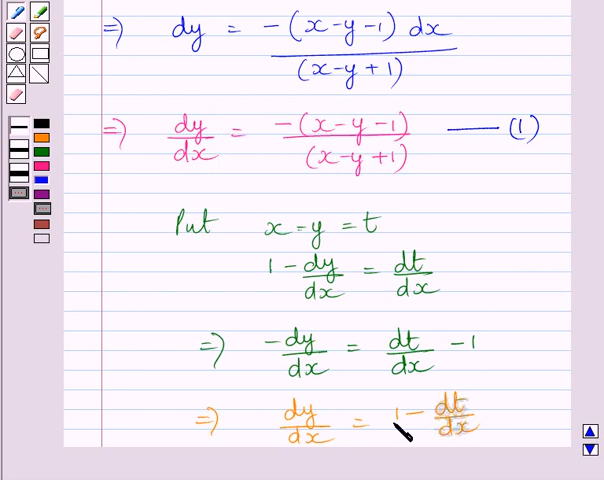 ⇒ dy = -(x-y-1) dx / (x-y+1)
⇒ dy/dx = -(x-y-1) / (x-y+1) —— (1)
Put x-y = t
1 - dy/dx = dt/dx
⇒ -dy/dx = dt/dx - 1
⇒ dy/dx = 1 - dt/dx